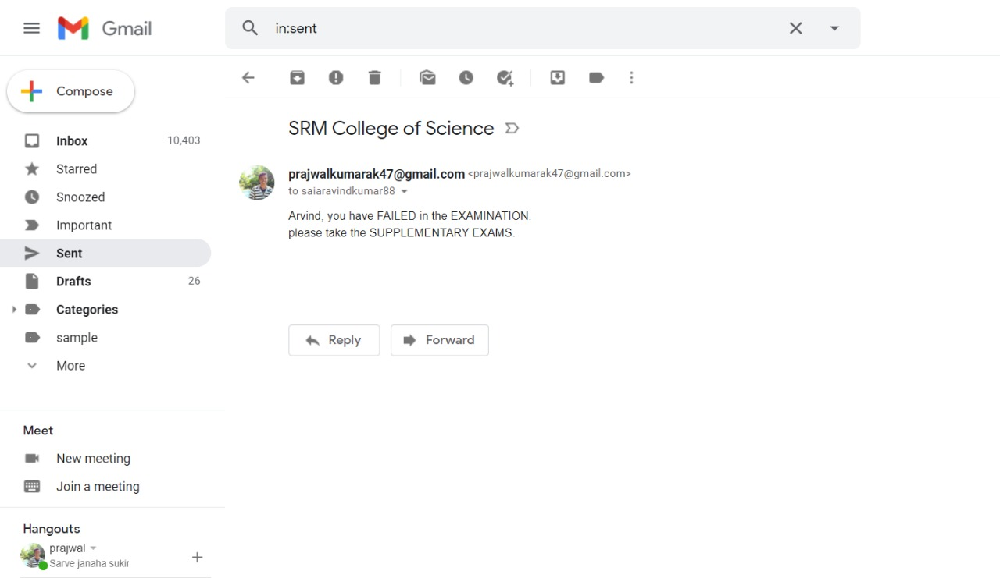 Gmail
in:sent
Compose
Inbox 10,403
Starred
Snoozed
Important
Sent
Drafts 26
Categories
sample
More
SRM College of Science
prajwalkumarak47@gmail.com <prajwalkumarak47@gmail.com>
to saiaravindkumar88
Arvind, you have FAILED in the EXAMINATION.
please take the SUPPLEMENTARY EXAMS.
Reply Forward
Meet
New meeting
Join a meeting
Hangouts
prajwal
Sarve janaha sukir